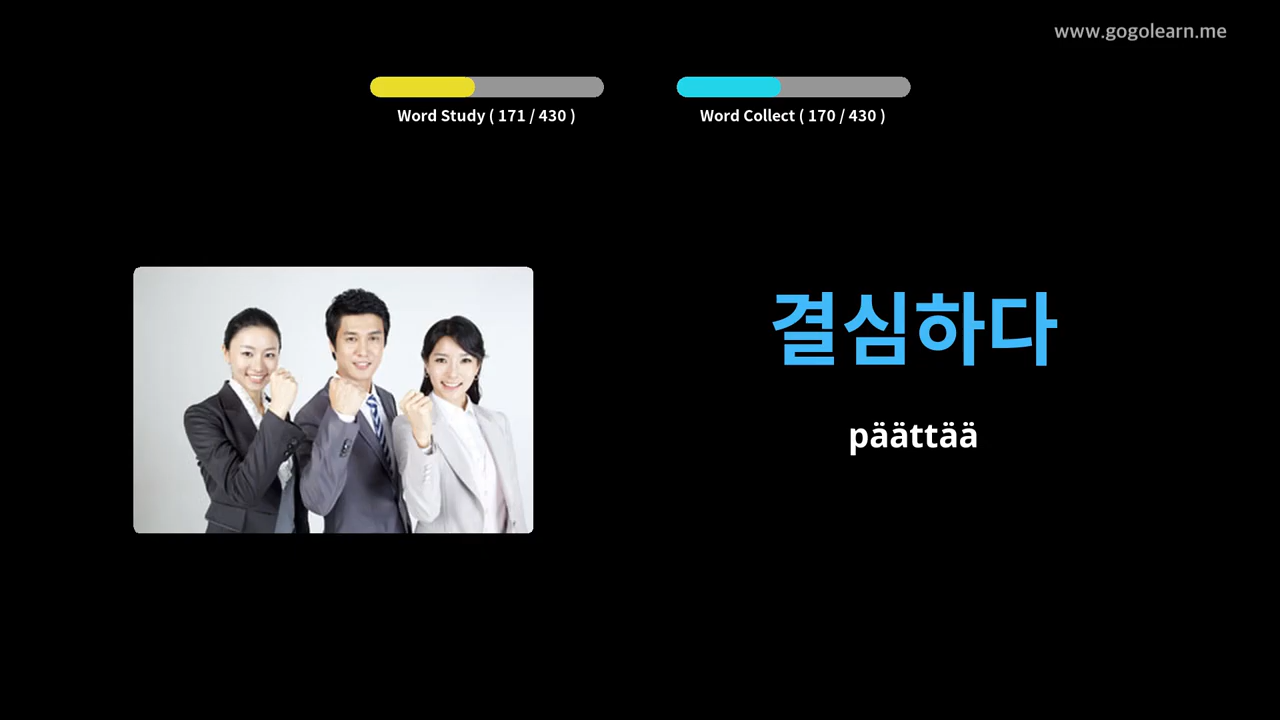 www.gogolearn.me
Word Study ( 171 / 430 )
Word Collect ( 170 / 430 )
결심하다
päättää